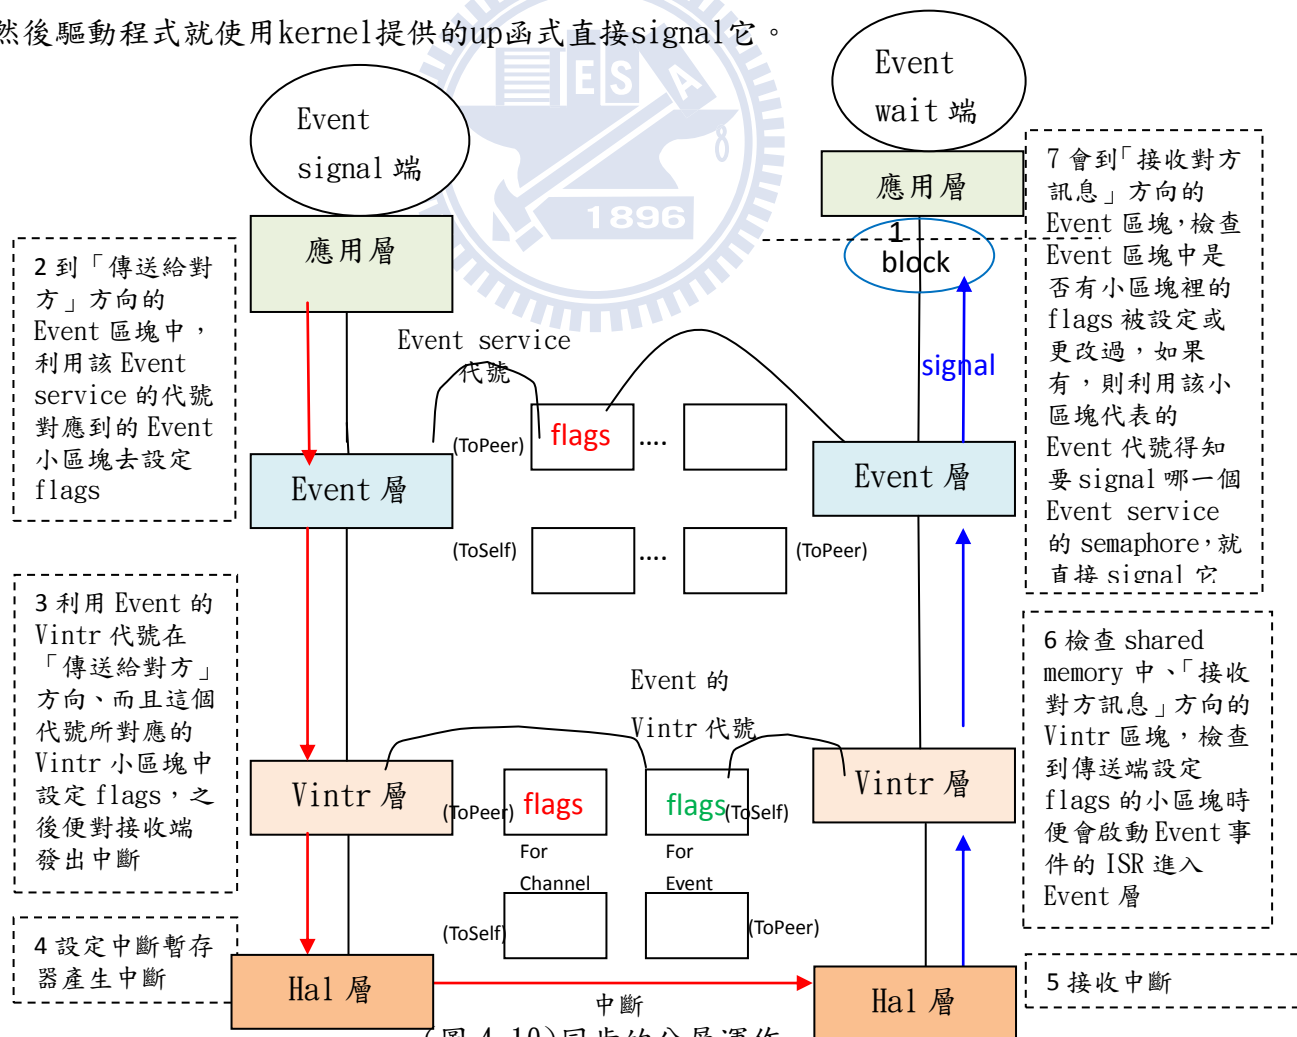 然後驅動程式就使用kernel提供的up函式直接signal它。
ESA
1896
Event
signal 端
Event
wait 端
應用層
應用層
1
block
signal
2 到「傳送給對
方」方向的
Event 區塊中，
利用該 Event
service 的代號
對應到的 Event
小區塊去設定
flags
Event service
代號
(ToPeer)
flags
....
Event 層
Event 層
(ToSelf)
....
(ToPeer)
7 會到「接收對方
訊息」方向的
Event 區塊，檢查
Event 區塊中是
否有小區塊裡的
flags 被設定或
更改過，如果
有，則利用該小
區塊代表的
Event 代號得知
要 signal 哪一個
Event service
的 semaphore，就
直接 signal 它
3 利用 Event 的
Vintr 代號在
「傳送給對方」
方向、而且這個
代號所對應的
Vintr 小區塊中
設定 flags，之
後便對接收端
發出中斷
Event 的
Vintr 代號
Vintr 層
(ToPeer)
flags
flags
(ToSelf)
Vintr 層
For
Channel
For
Event
(ToSelf)
(ToPeer)
6 檢查 shared
memory 中、「接收
對方訊息」方向的
Vintr 區塊，檢查
到傳送端設定
flags 的小區塊時
便會啟動 Event 事
件的 ISR 進入
Event 層
4 設定中斷暫存
器產生中斷
Hal 層
中斷
Hal 層
5 接收中斷
(圖 4-10)同步的分層運作